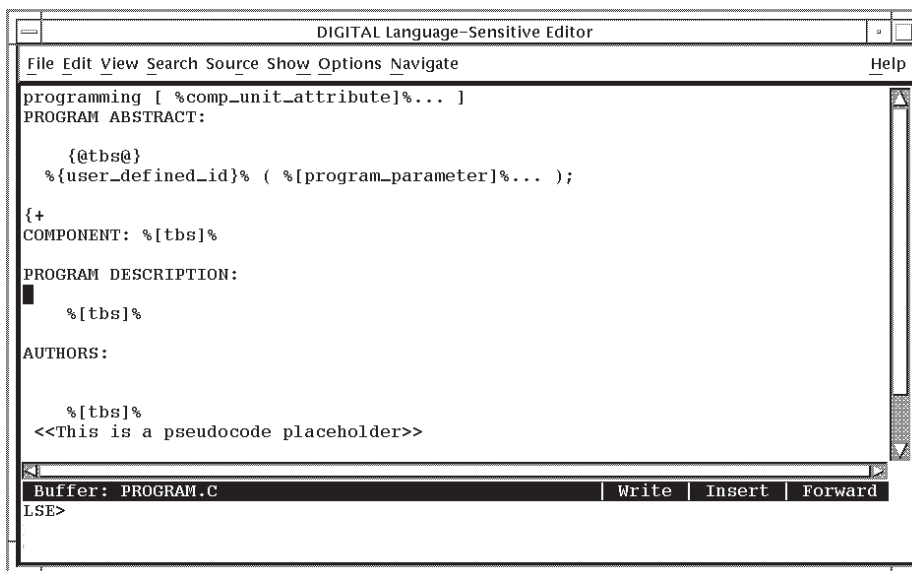 DIGITAL Language-Sensitive Editor
File Edit View Search Source Show Options Navigate Help
programming [ %comp_unit_attribute]%... ]
PROGRAM ABSTRACT:
{@tbs@}
%{user_defined_id}% ( %[program_parameter]%... );
{+
COMPONENT: %[tbs]%
PROGRAM DESCRIPTION:
%[tbs]%
AUTHORS:
%[tbs]%
<<This is a pseudocode placeholder>>
Buffer: PROGRAM.C | Write | Insert | Forward
LSE>